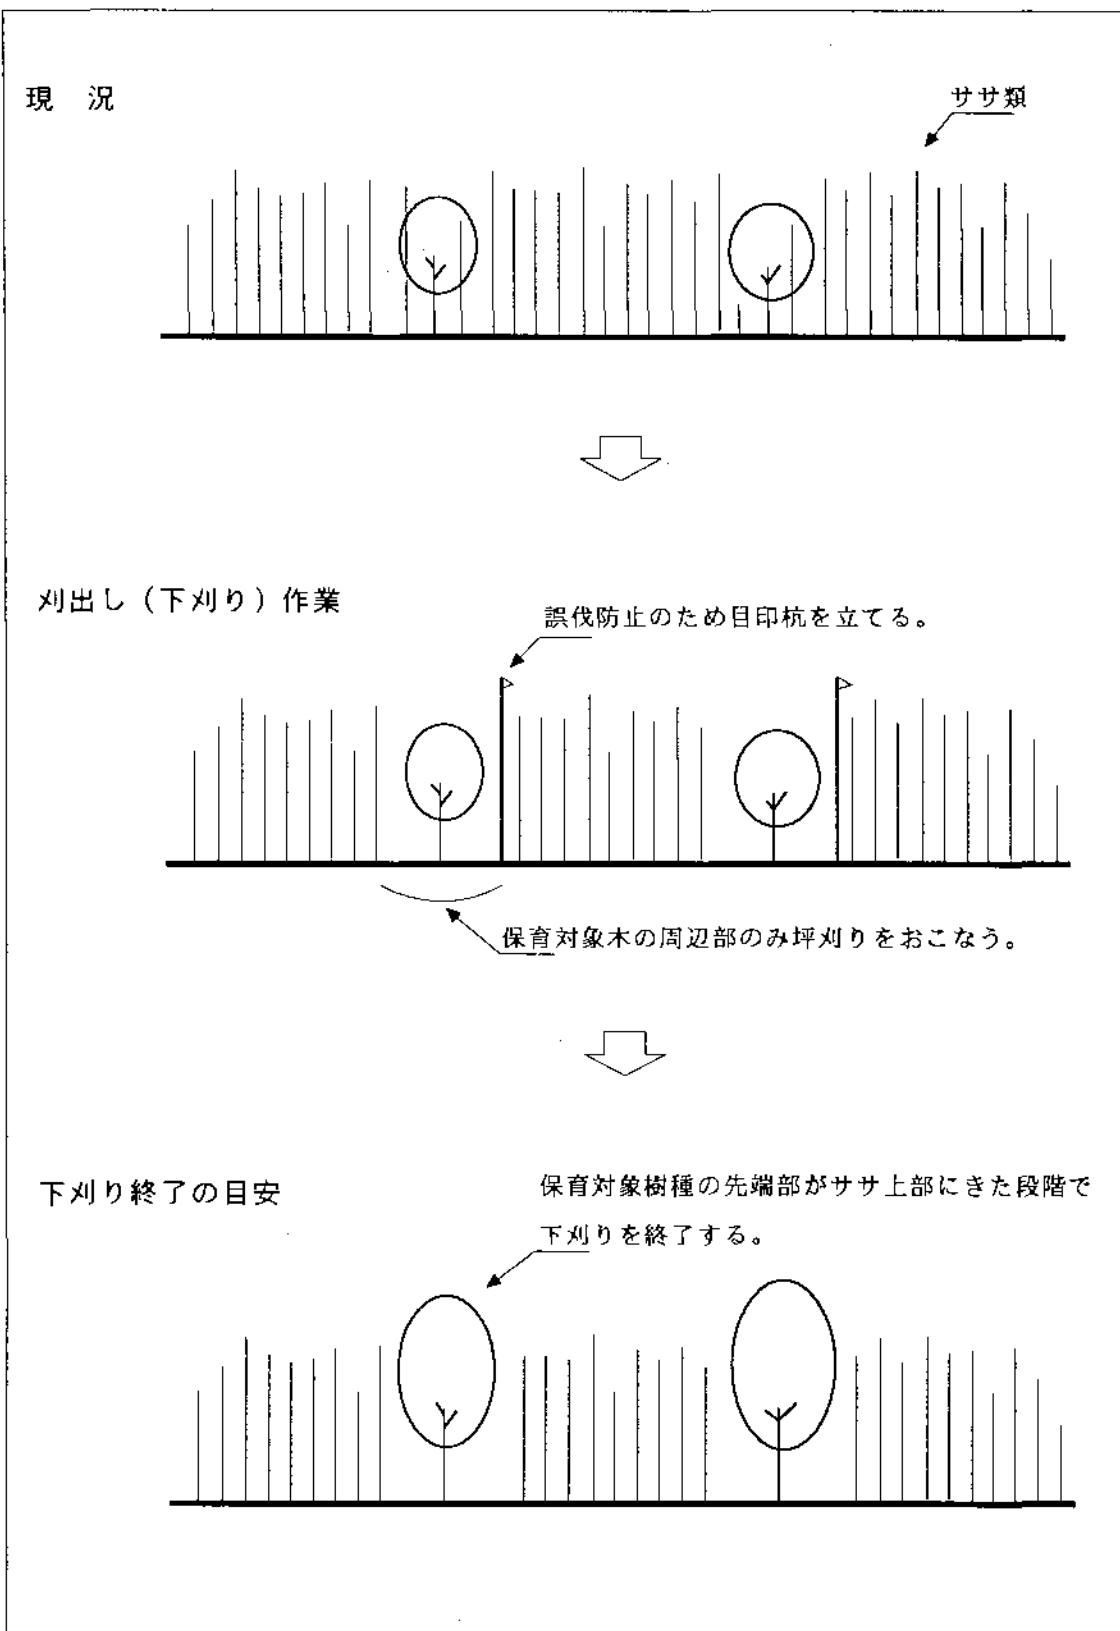 現 況
ササ類
刈出し（下刈り）作業
誤伐防止のため目印杭を立てる。
保育対象木の周辺部のみ坪刈りをおこなう。
下刈り終了の目安
保育対象樹種の先端部がササ上部にきた段階で
下刈りを終了する。